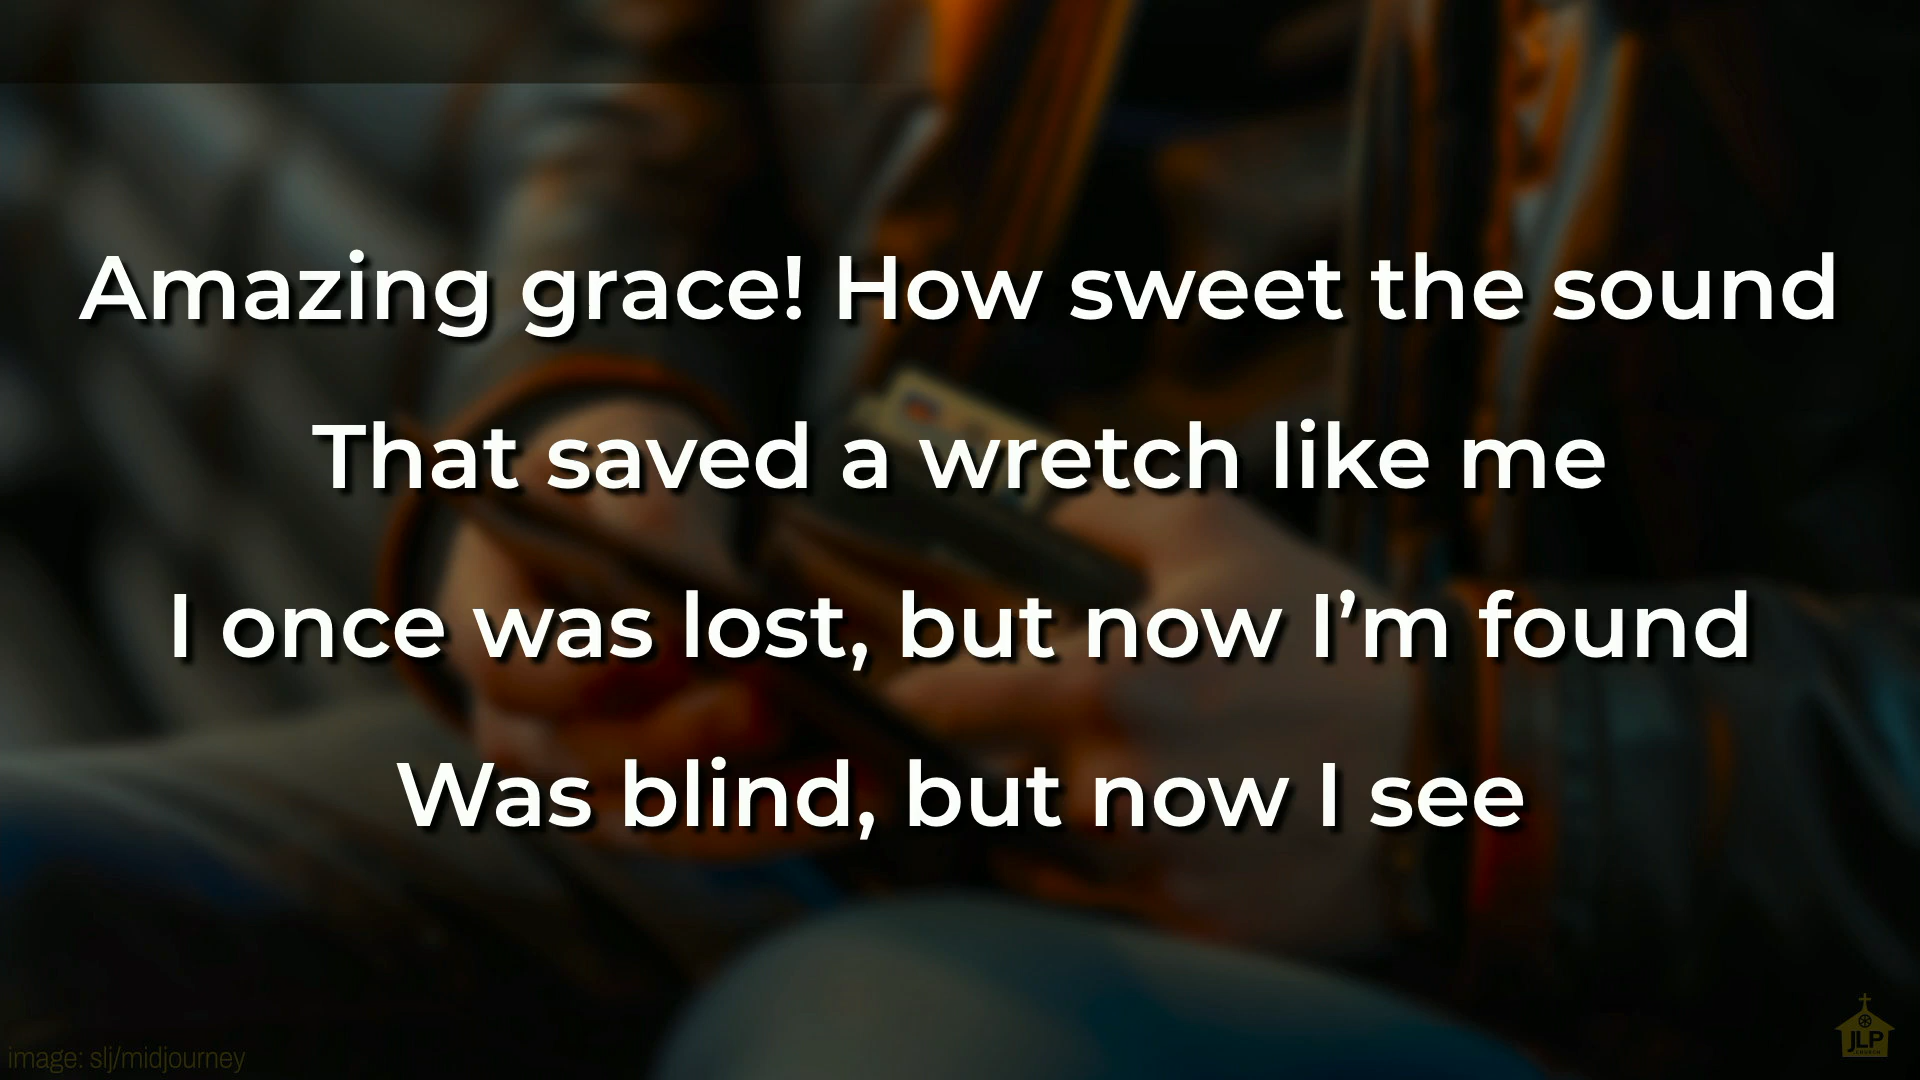 Amazing grace! How sweet the sound
That saved a wretch like me
I once was lost, but now I’m found
Was blind, but now I see
image: slj/midjourney
JLP
CHURCH